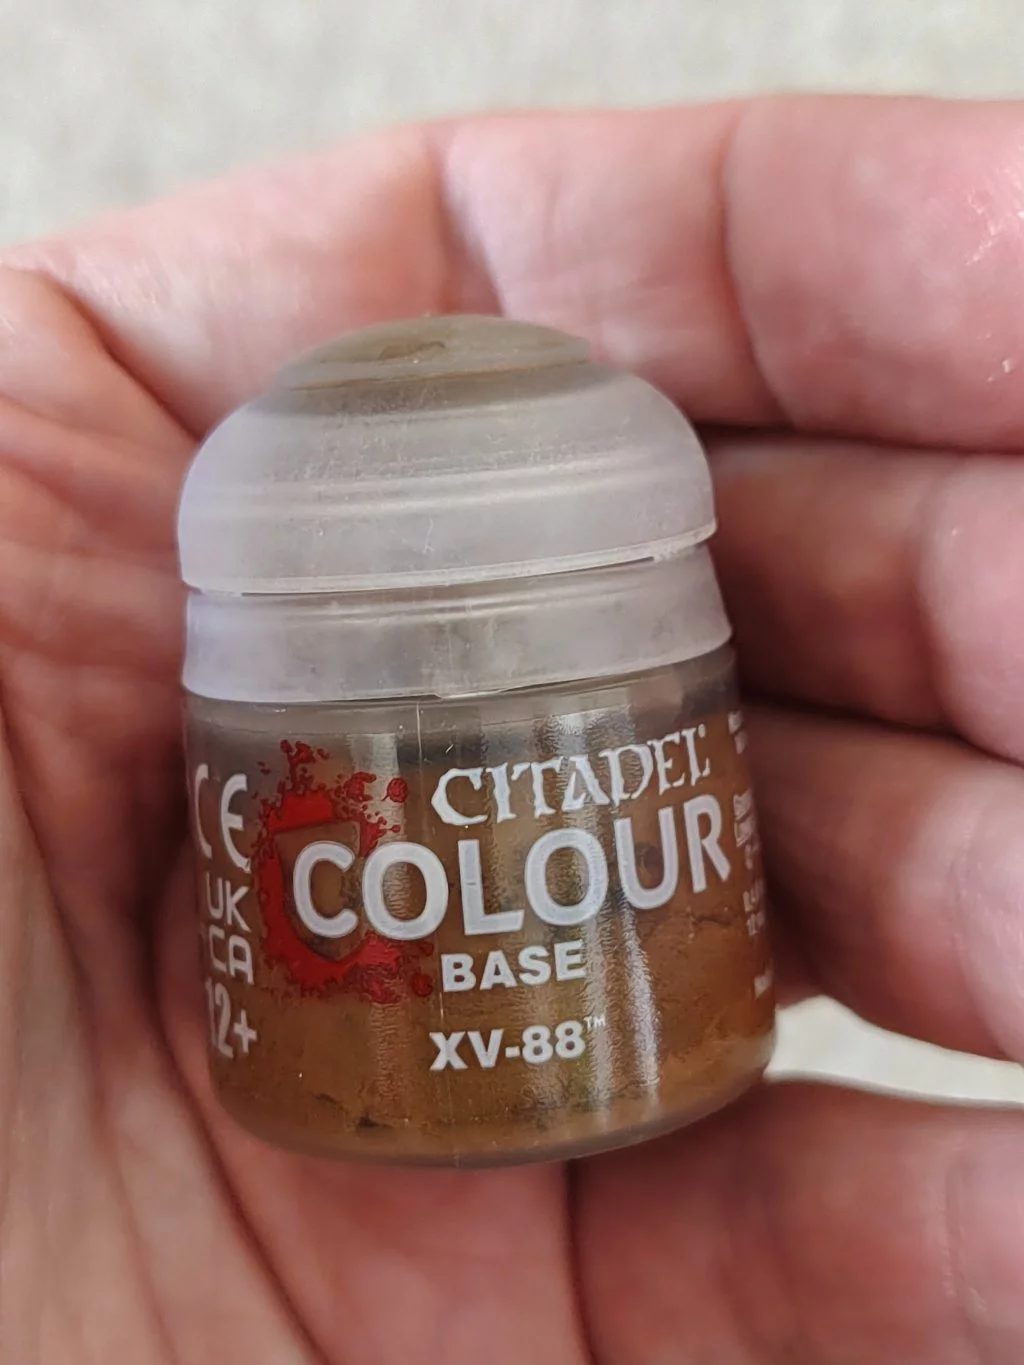 CE
UK
CA
12+
CITADEL
COLOUR
BASE
XV-88™